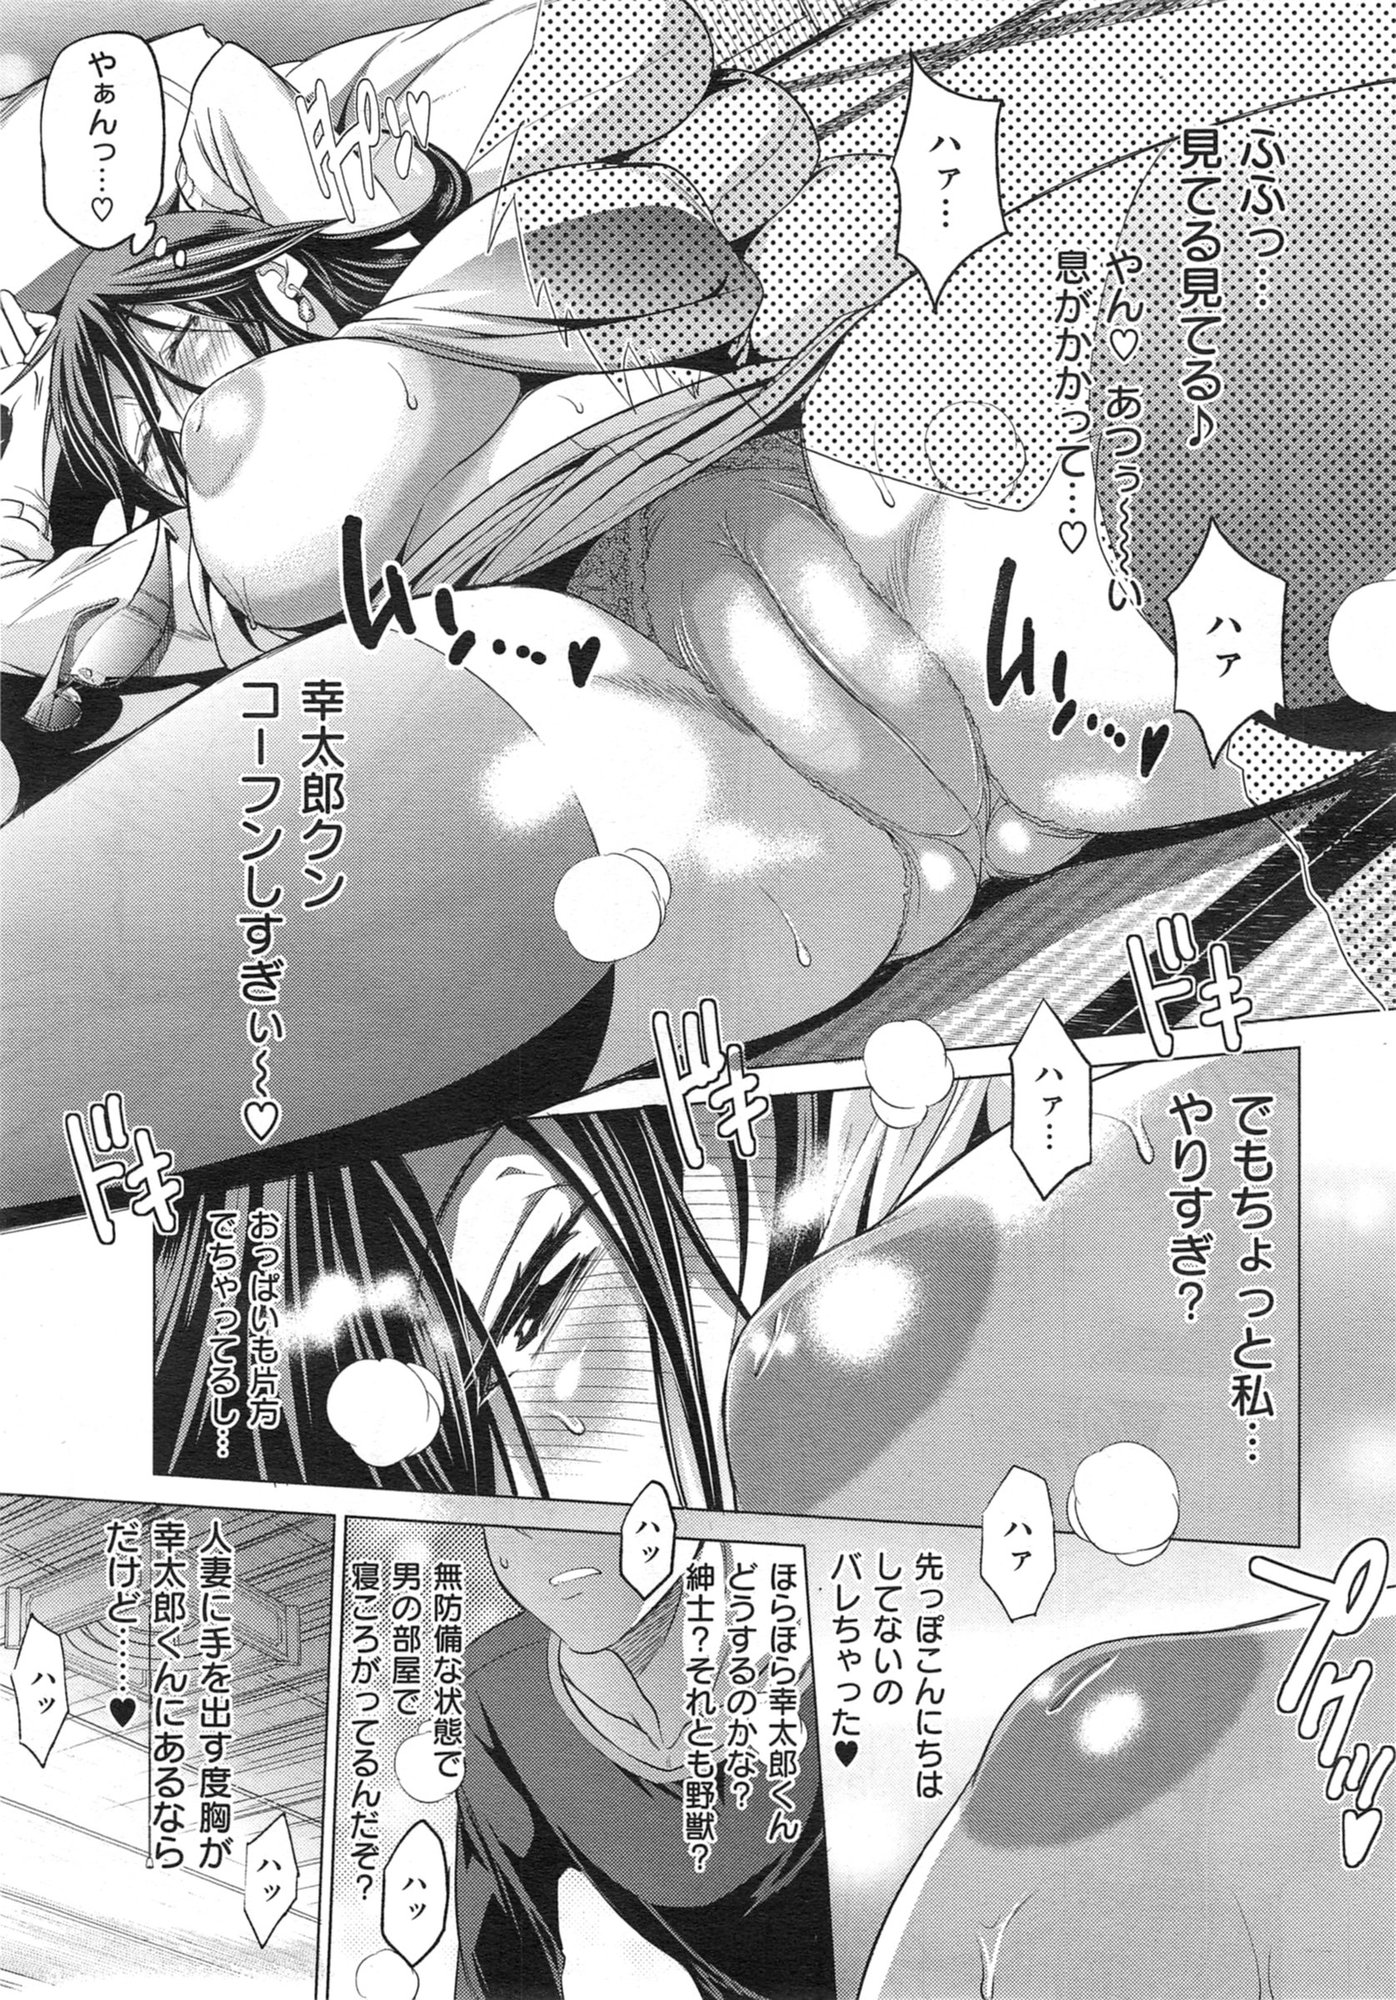 ハァ…
ふふっ…
見てる見てる♪
やん♡あつぅ～～い
息がかかって…♡
ハァ
やぁんっ…♡
ペロッ♡
ムン…♥
ムン…♥
幸太郎クン
コーフンしすぎぃ～～♡
ドキ
ドキ
ドキ
でもちょっと私…
やりすぎ?
ハァ…
おっぱいも片方
でちゃってるし…
ハァ
先っぽこんにちは
してないの
バレちゃった♥
ハッ
ほらほら幸太郎くん
どうするのかな?
紳士?それとも野獣?
無防備な状態で
男の部屋で
寝ころがってるんだぞ?
ハッ
人妻に手を出す度胸が
幸太郎くんにあるなら
だけど……♥
ハッ
ハッ